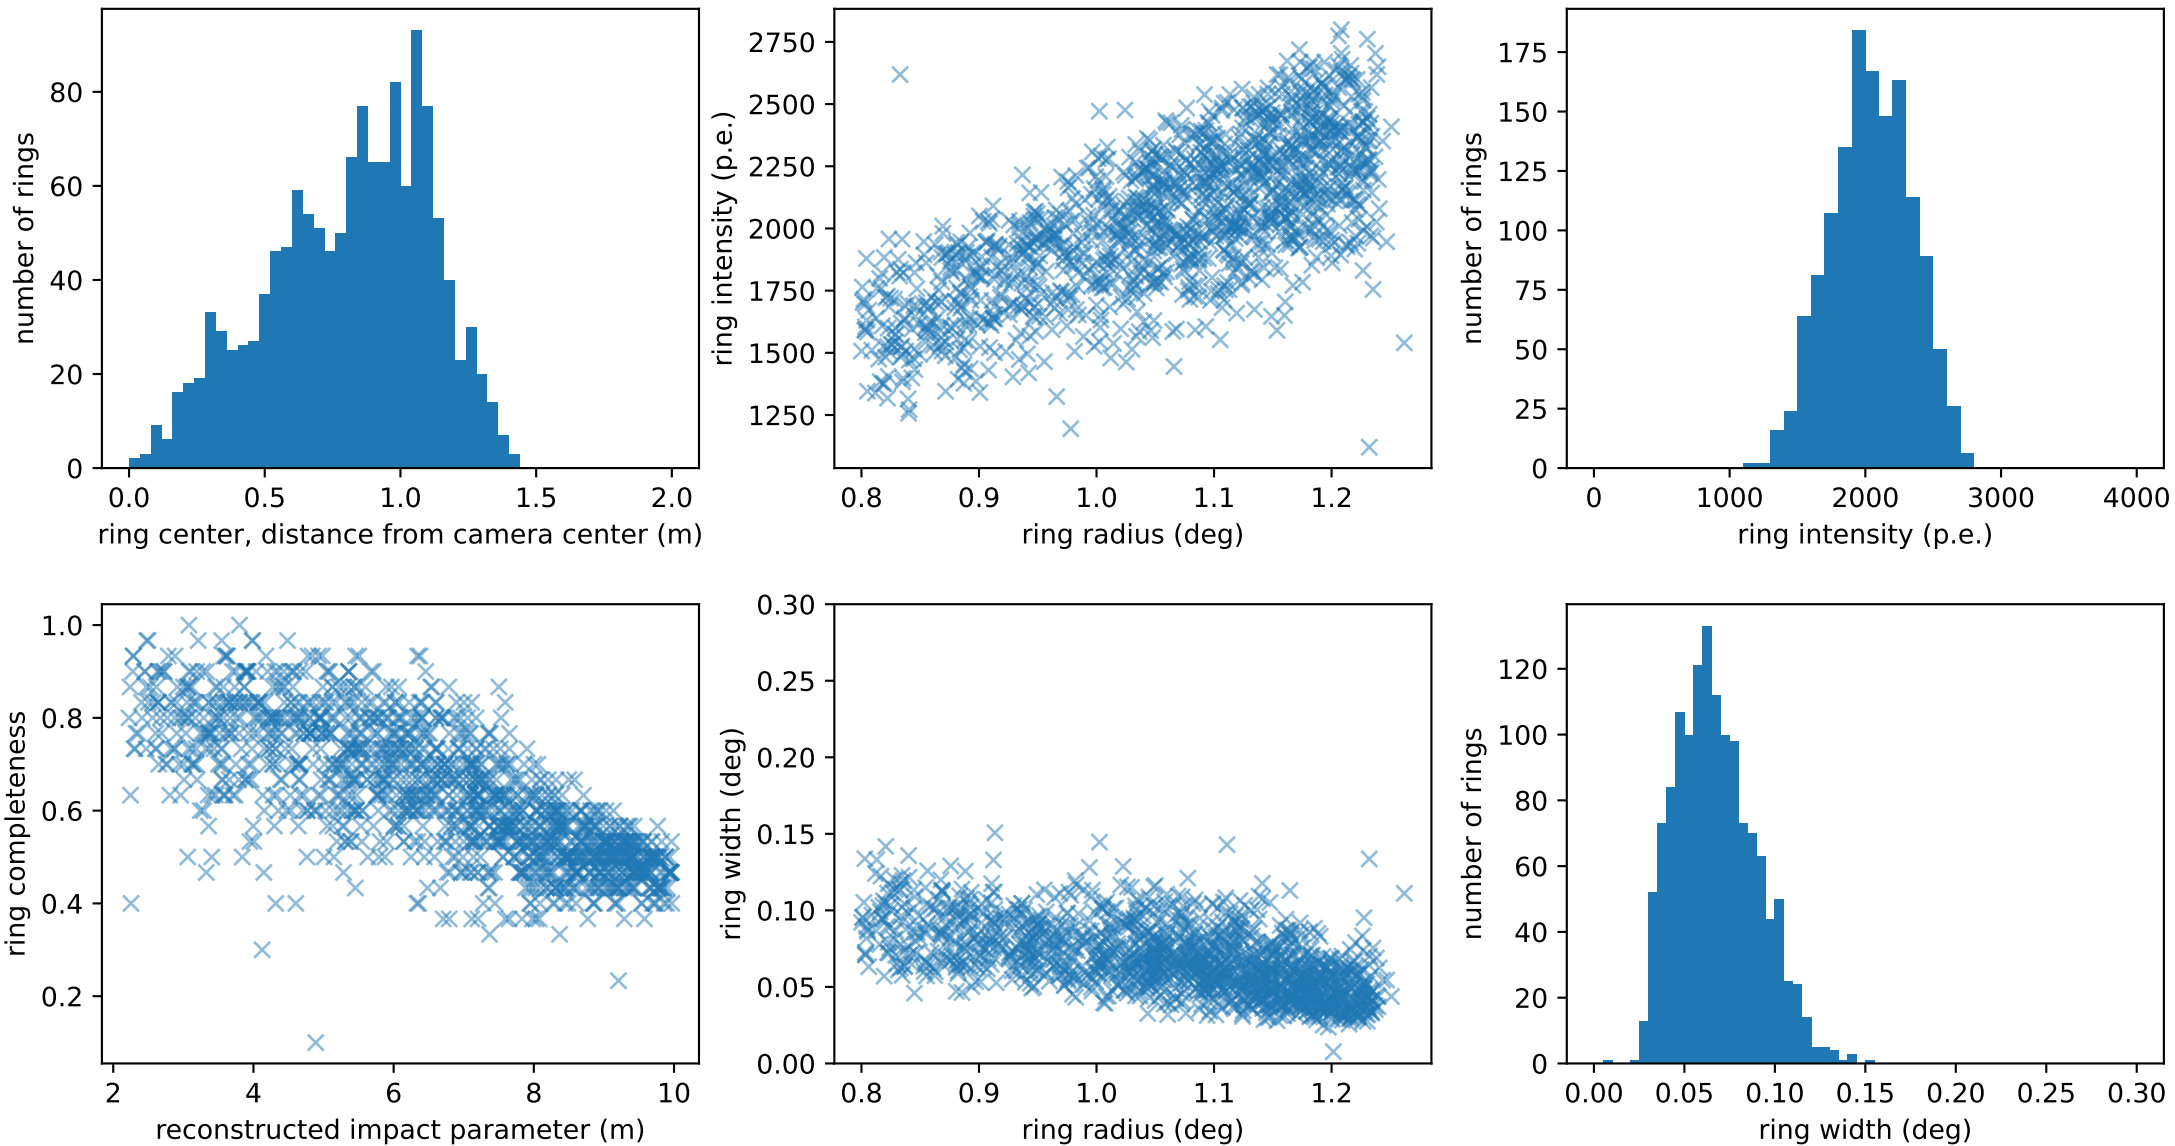 80
60
40
20
0
number of rings
0.0 0.5 1.0 1.5 2.0
ring center, distance from camera center (m)
2750
2500
2250
2000
1750
1500
1250
ring intensity (p.e.)
0.8 0.9 1.0 1.1 1.2
ring radius (deg)
175
150
125
100
75
50
25
0
number of rings
0 1000 2000 3000 4000
ring intensity (p.e.)
1.0
0.8
0.6
0.4
0.2
ring completeness
2 4 6 8 10
reconstructed impact parameter (m)
0.30
0.25
0.20
0.15
0.10
0.05
0.00
ring width (deg)
0.8 0.9 1.0 1.1 1.2
ring radius (deg)
120
100
80
60
40
20
0
number of rings
0.00 0.05 0.10 0.15 0.20 0.25 0.30
ring width (deg)